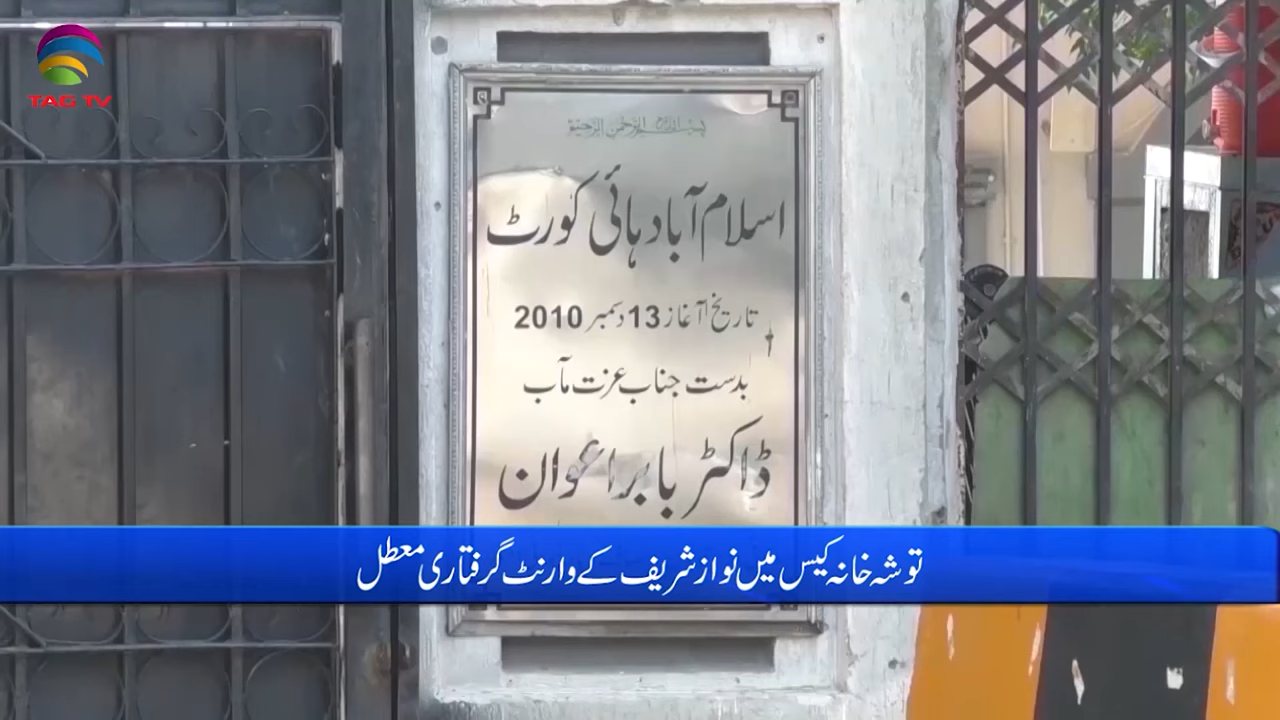 TAG TV
بسم اللہ الرحمن الرحیم
اسلام آباد ہائی کورٹ
تاریخ آغاز 13 دسمبر 2010
بدست جناب عزت مآب
ڈاکٹر بابر اعوان
توشہ خانہ کیس میں نواز شریف کے وارنٹ گرفتاری معطل